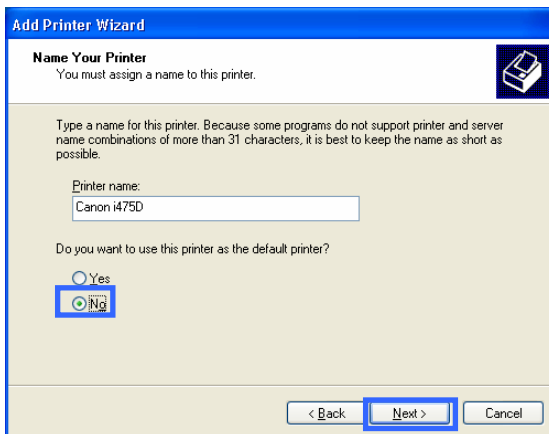 Add Printer Wizard
Name Your Printer
You must assign a name to this printer.
Type a name for this printer. Because some programs do not support printer and server
name combinations of more than 31 characters, it is best to keep the name as short as
possible.
Printer name:
Canon i475D
Do you want to use this printer as the default printer?
Yes
No
< Back
Next >
Cancel